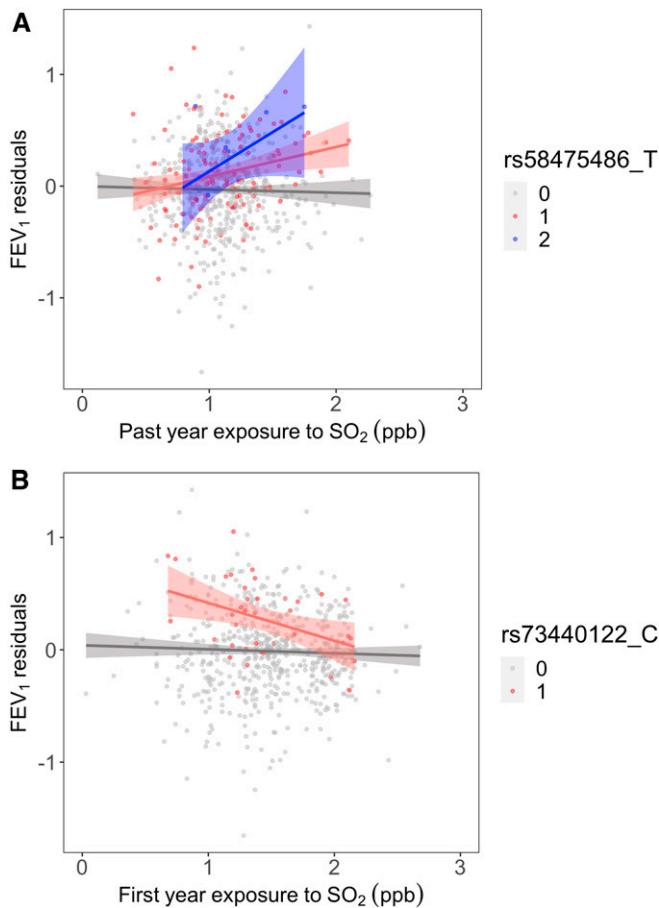 A
1
0
-1
FEV₁ residuals
0 1 2 3
Past year exposure to SO₂ (ppb)
rs58475486_T
0
1
2
B
1
0
-1
FEV₁ residuals
0 1 2 3
First year exposure to SO₂ (ppb)
rs73440122_C
0
1